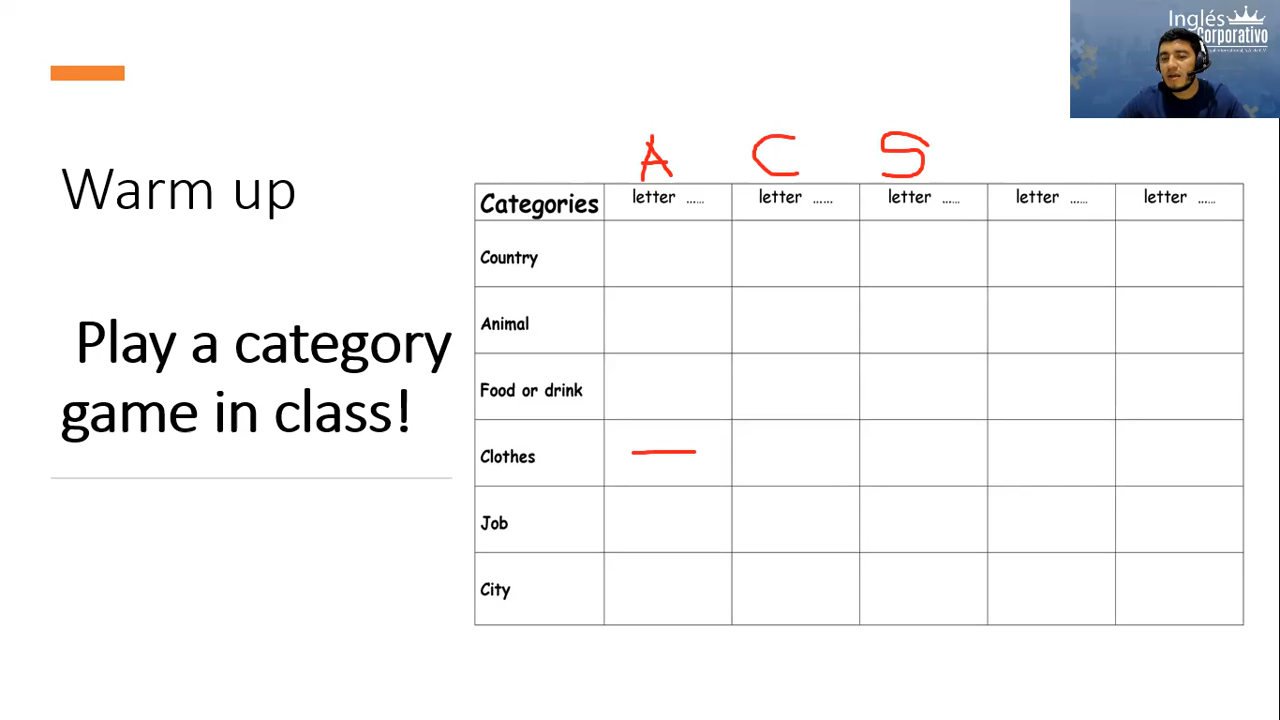 Inglés
Corporativo
Warm up
Play a category
game in class!
A C S
Categories letter ...... letter ...... letter ...... letter ...... letter ......
Country
Animal
Food or drink
Clothes
Job
City